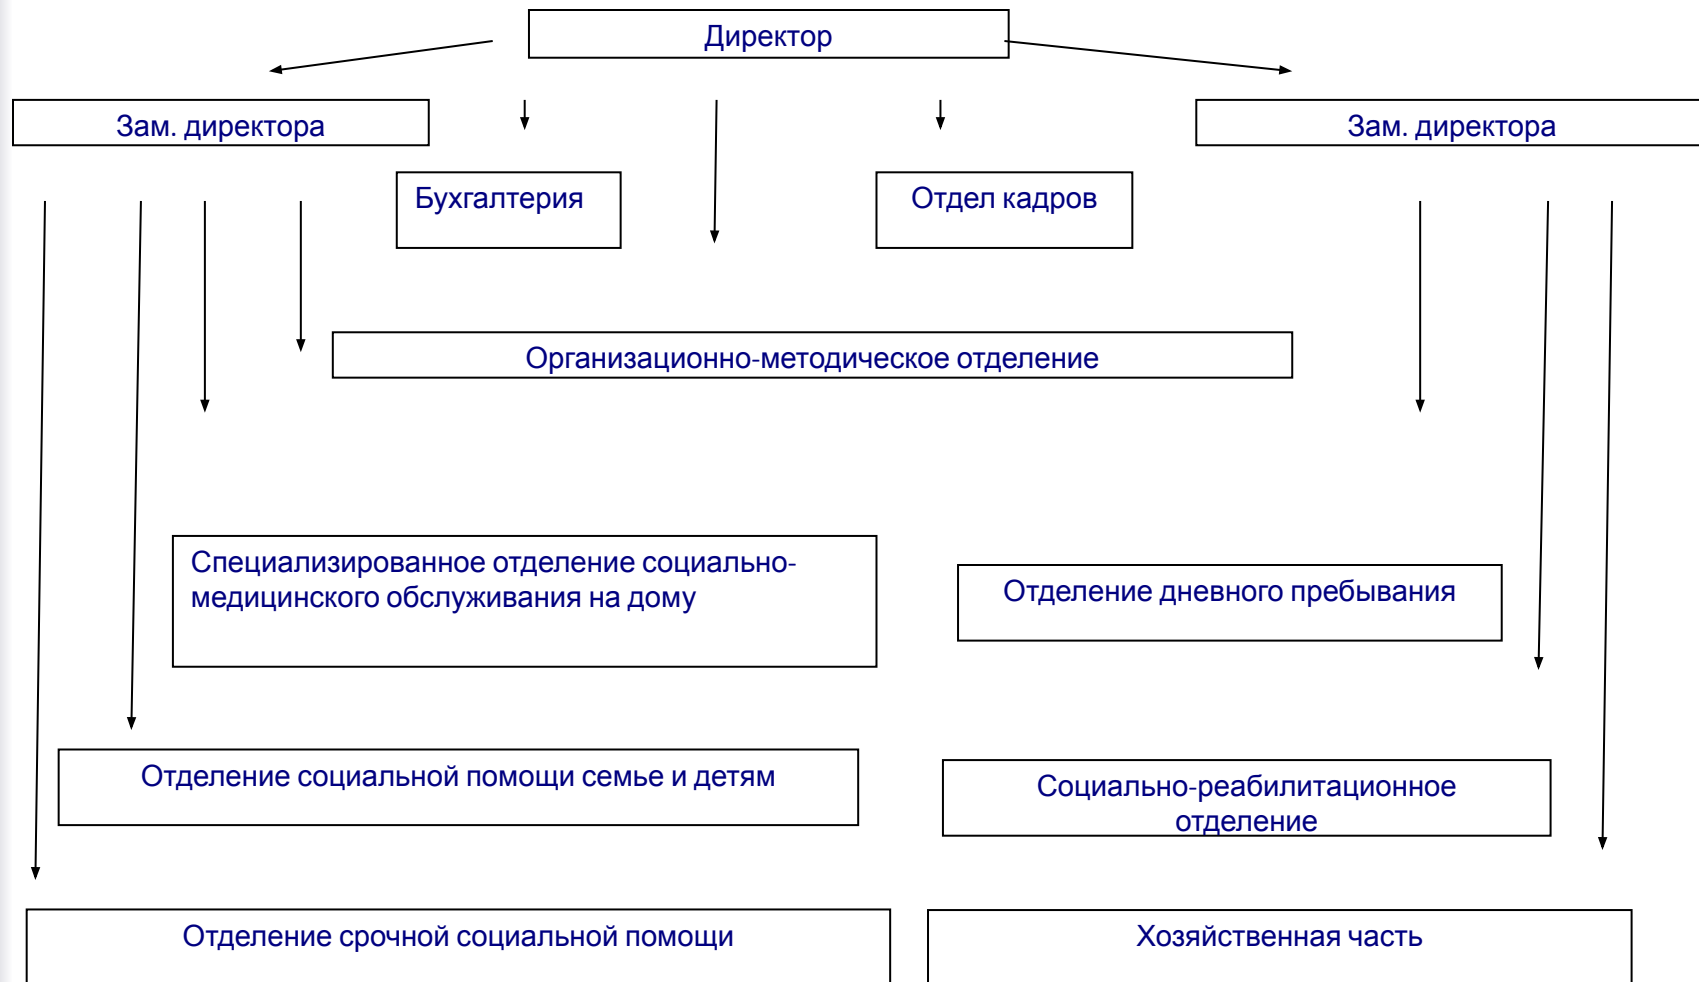 Директор
Зам. директора
Зам. директора
Бухгалтерия
Отдел кадров
Организационно-методическое отделение
Специализированное отделение социально-
медицинского обслуживания на дому
Отделение дневного пребывания
Отделение социальной помощи семье и детям
Социально-реабилитационное
отделение
Отделение срочной социальной помощи
Хозяйственная часть